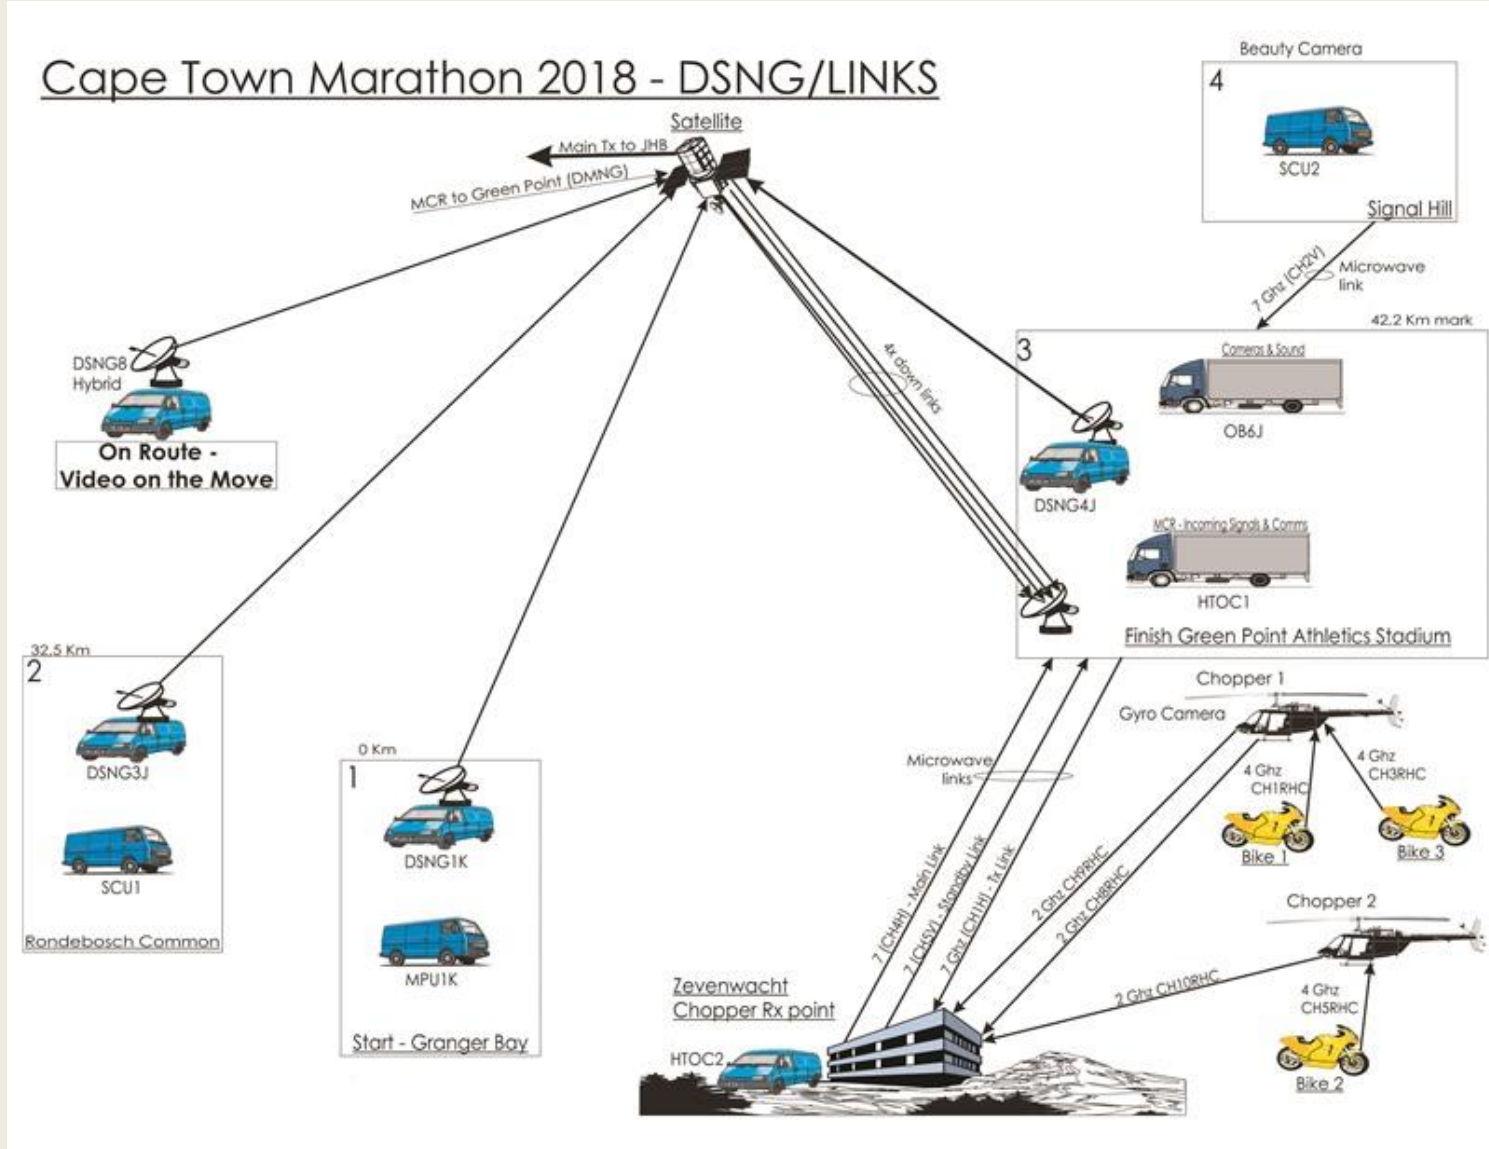 Cape Town Marathon 2018 - DSNG/LINKS
Satellite
Main Tx to JHB
MCR to Green Point (DMNG)
Beauty Camera
4
SCU2
Signal Hill
7 Ghz (CH2V)
Microwave
link
42,2 Km mark
3
Cameras & Sound
OB6J
DSNG4J
MCR - Incoming Signals & Comms
HTOC1
Finish Green Point Athletics Stadium
4x down links
DSNG8
Hybrid
On Route -
Video on the Move
32,5 Km
2
DSNG3J
SCU1
Rondebosch Common
0 Km
1
DSNG1K
MPU1K
Start - Granger Bay
Microwave
links
7 (CH4H) - Main Link
7 (CH5V) - Standby Link
7 Ghz (CH1H) - Tx Link
Chopper 1
Gyro Camera
4 Ghz
CH1RHC
4 Ghz
CH3RHC
Bike 1
Bike 3
2 Ghz CH9RHC
2 Ghz CH8RHC
Chopper 2
2 Ghz CH10RHC
4 Ghz
CH5RHC
Bike 2
Zevenwacht
Chopper Rx point
HTOC2